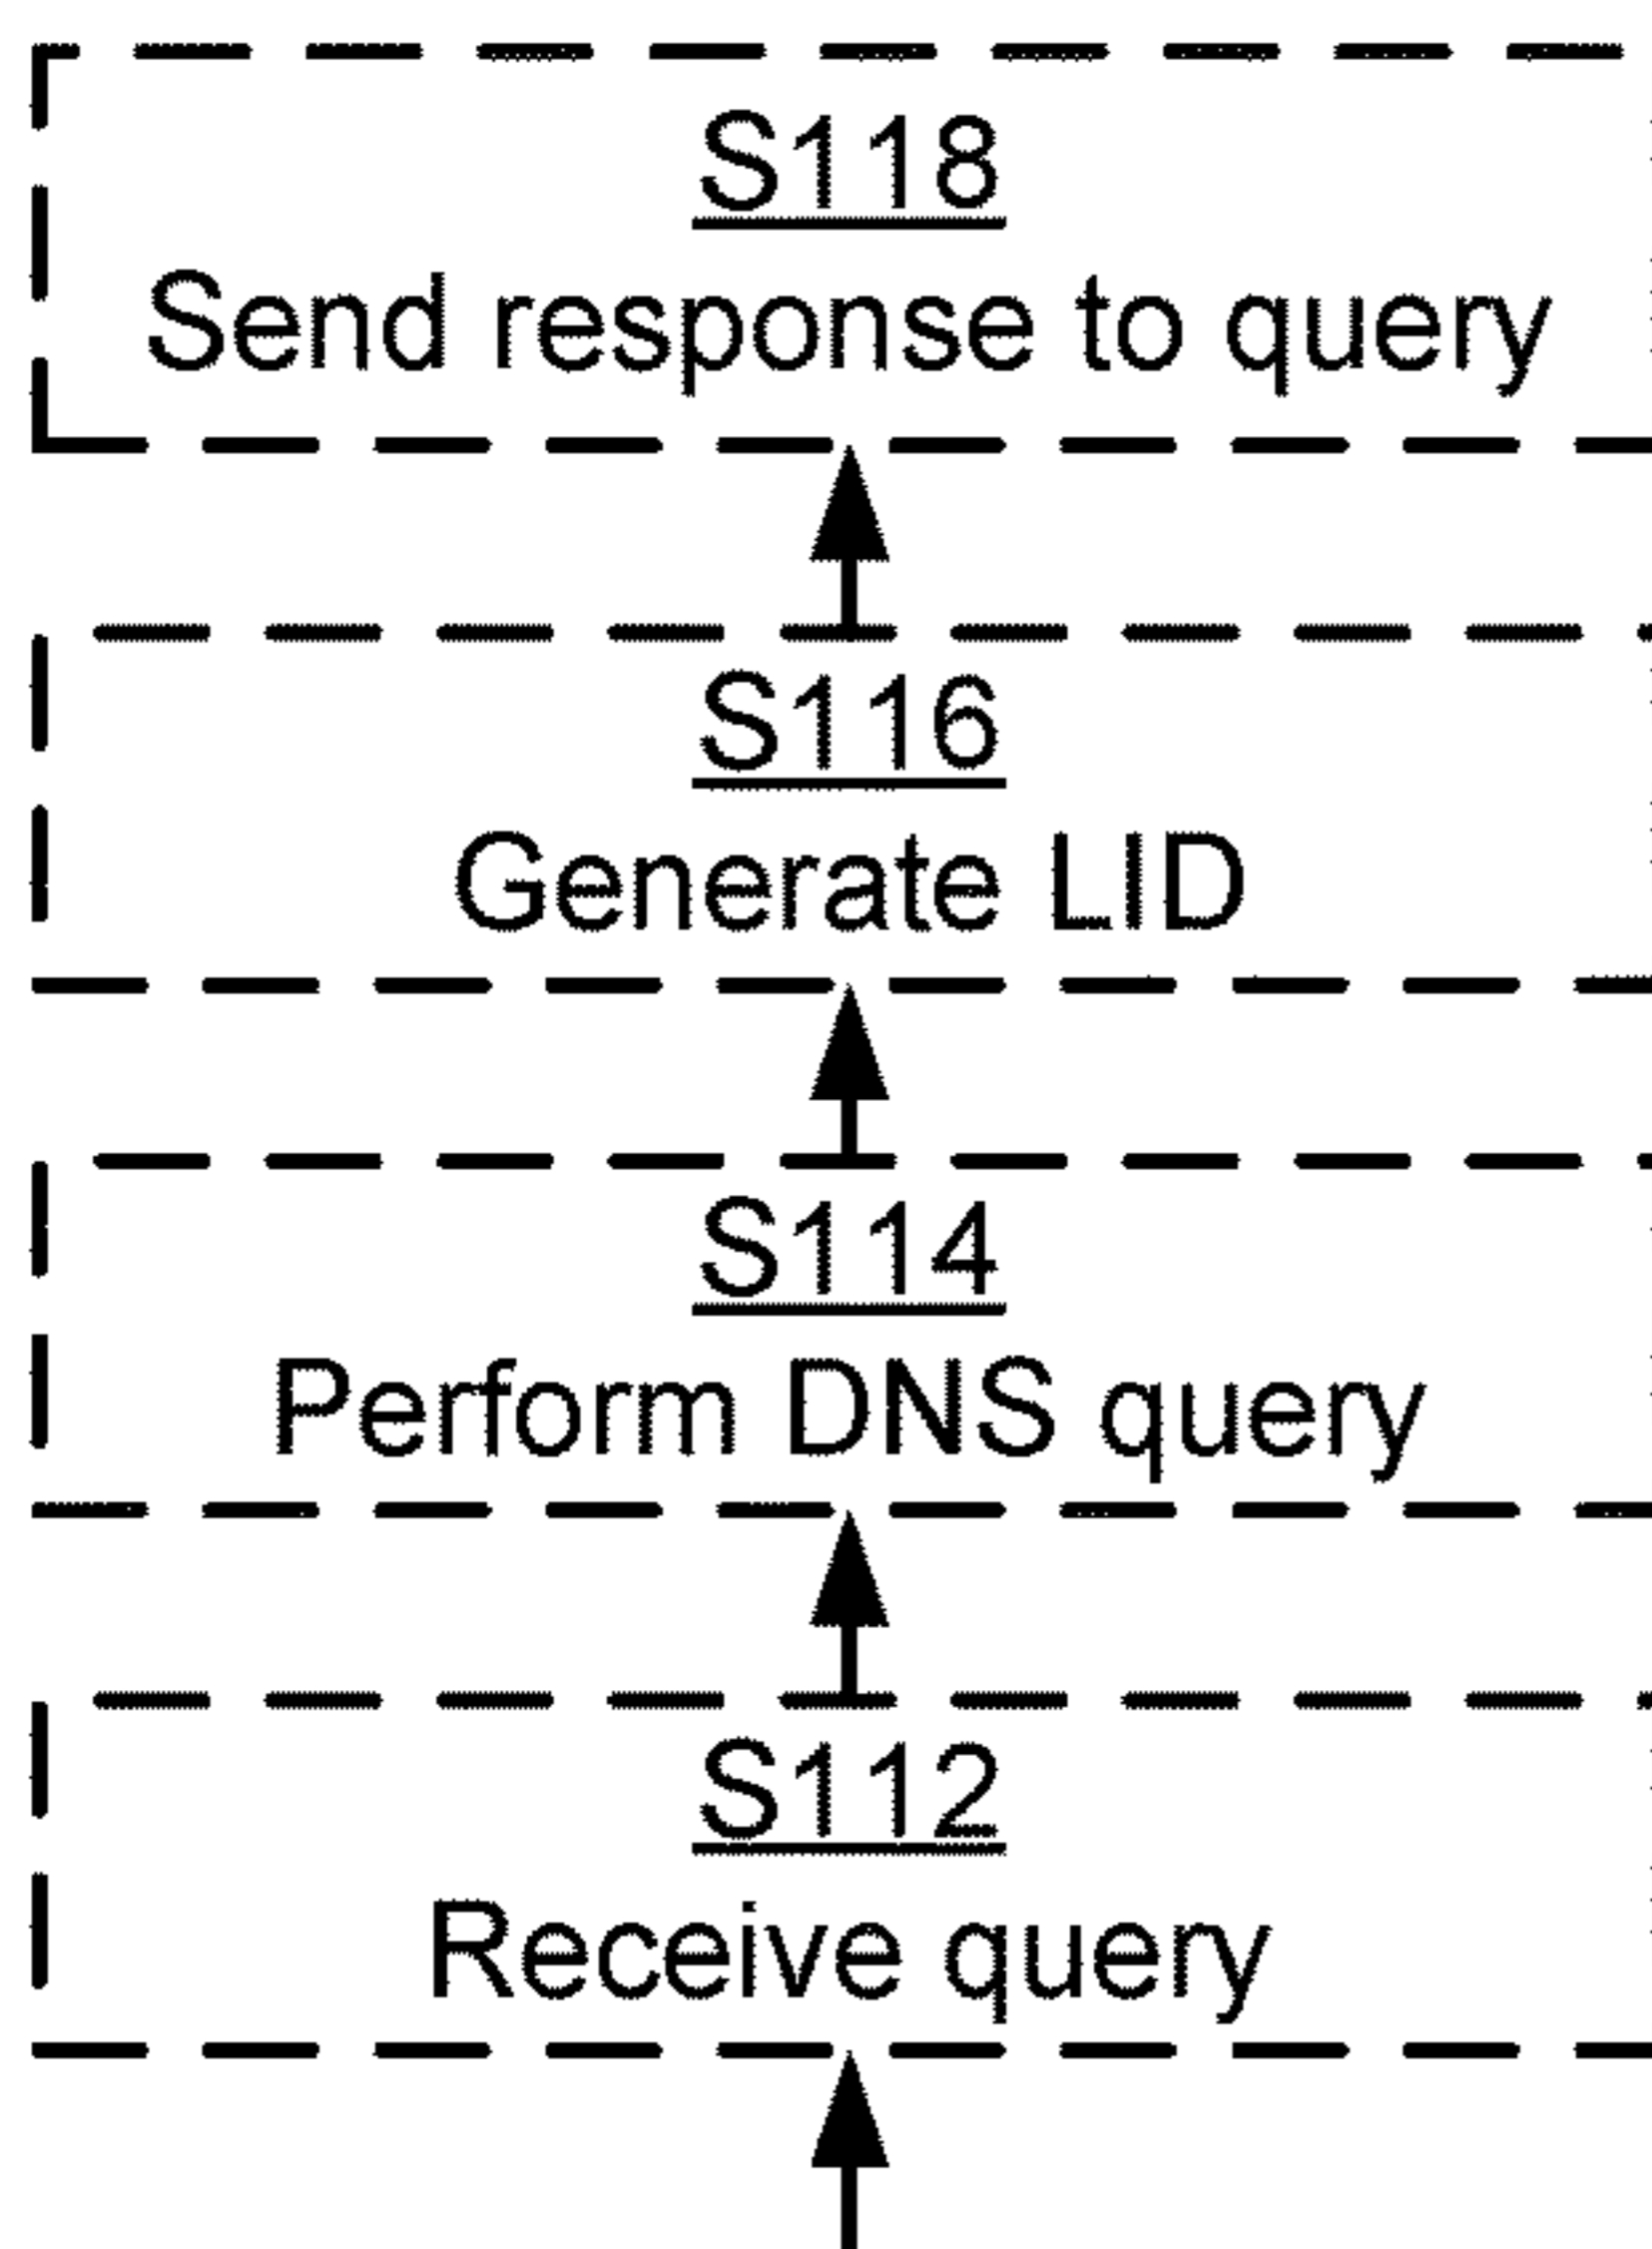 S118
Send response to query
S116
Generate LID
S114
Perform DNS query
S112
Receive query